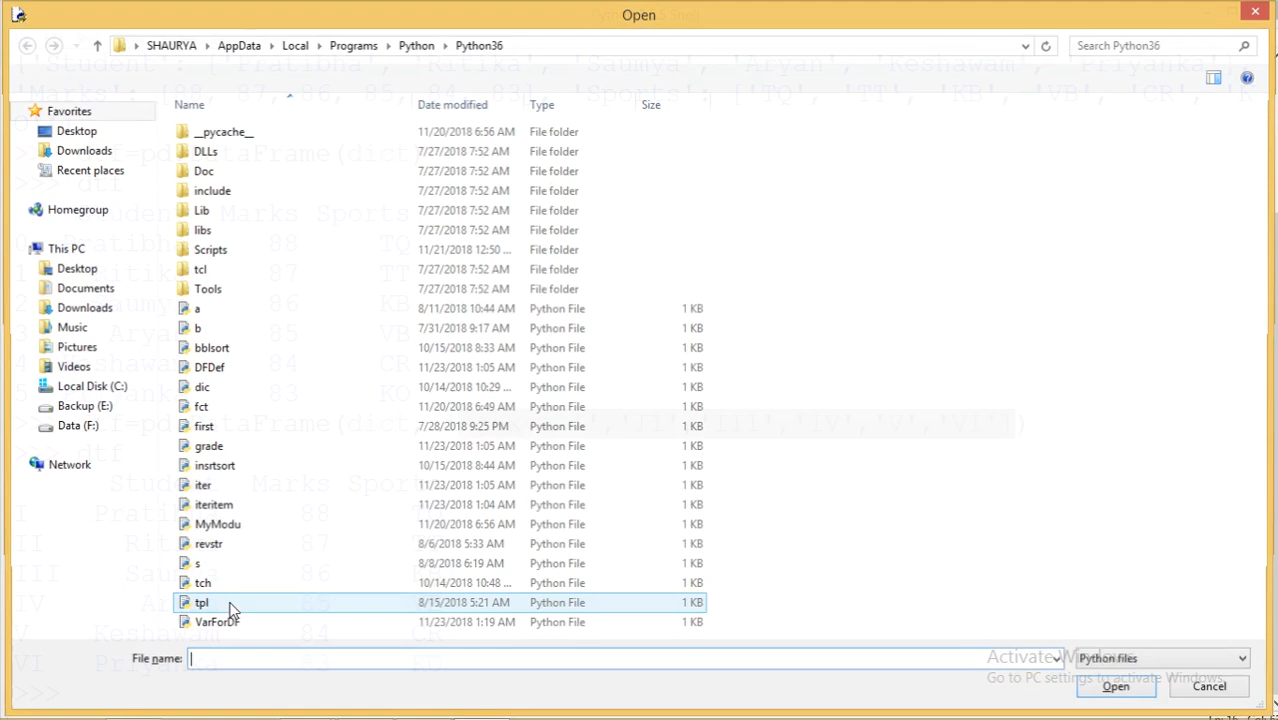 Open
SHAURYA AppData Local Programs Python Python36
Search Python36
Name Date modified Type Size
Favorites
Desktop
Downloads
Recent places
Homegroup
This PC
Desktop
Documents
Downloads
Music
Pictures
Videos
Local Disk (C:)
Backup (E:)
Data (F:)
Network
__pycache__ 11/20/2018 6:56 AM File folder
DLLs 7/27/2018 7:52 AM File folder
Doc 7/27/2018 7:52 AM File folder
include 7/27/2018 7:52 AM File folder
Lib 7/27/2018 7:52 AM File folder
libs 7/27/2018 7:52 AM File folder
Scripts 11/21/2018 12:50 ... File folder
tcl 7/27/2018 7:52 AM File folder
Tools 7/27/2018 7:52 AM File folder
a 8/11/2018 10:44 AM Python File 1 KB
b 7/31/2018 9:17 AM Python File 1 KB
bblsort 10/15/2018 8:33 AM Python File 1 KB
DFDef 11/23/2018 1:05 AM Python File 1 KB
dic 10/14/2018 10:29 ... Python File 1 KB
fct 11/20/2018 6:49 AM Python File 1 KB
first 7/28/2018 9:25 PM Python File 1 KB
grade 11/23/2018 1:05 AM Python File 1 KB
insrtsort 10/15/2018 8:44 AM Python File 1 KB
iter 11/23/2018 1:05 AM Python File 1 KB
iteritem 11/23/2018 1:04 AM Python File 1 KB
MyModu 11/20/2018 6:56 AM Python File 1 KB
revstr 8/6/2018 5:33 AM Python File 1 KB
s 8/8/2018 6:19 AM Python File 1 KB
tch 10/14/2018 10:48 ... Python File 1 KB
tpl 8/15/2018 5:21 AM Python File 1 KB
VarForDF 11/23/2018 1:19 AM Python File 1 KB
File name:
Python files
Activate Windows
Go to PC settings to activate Windows.
Open Cancel